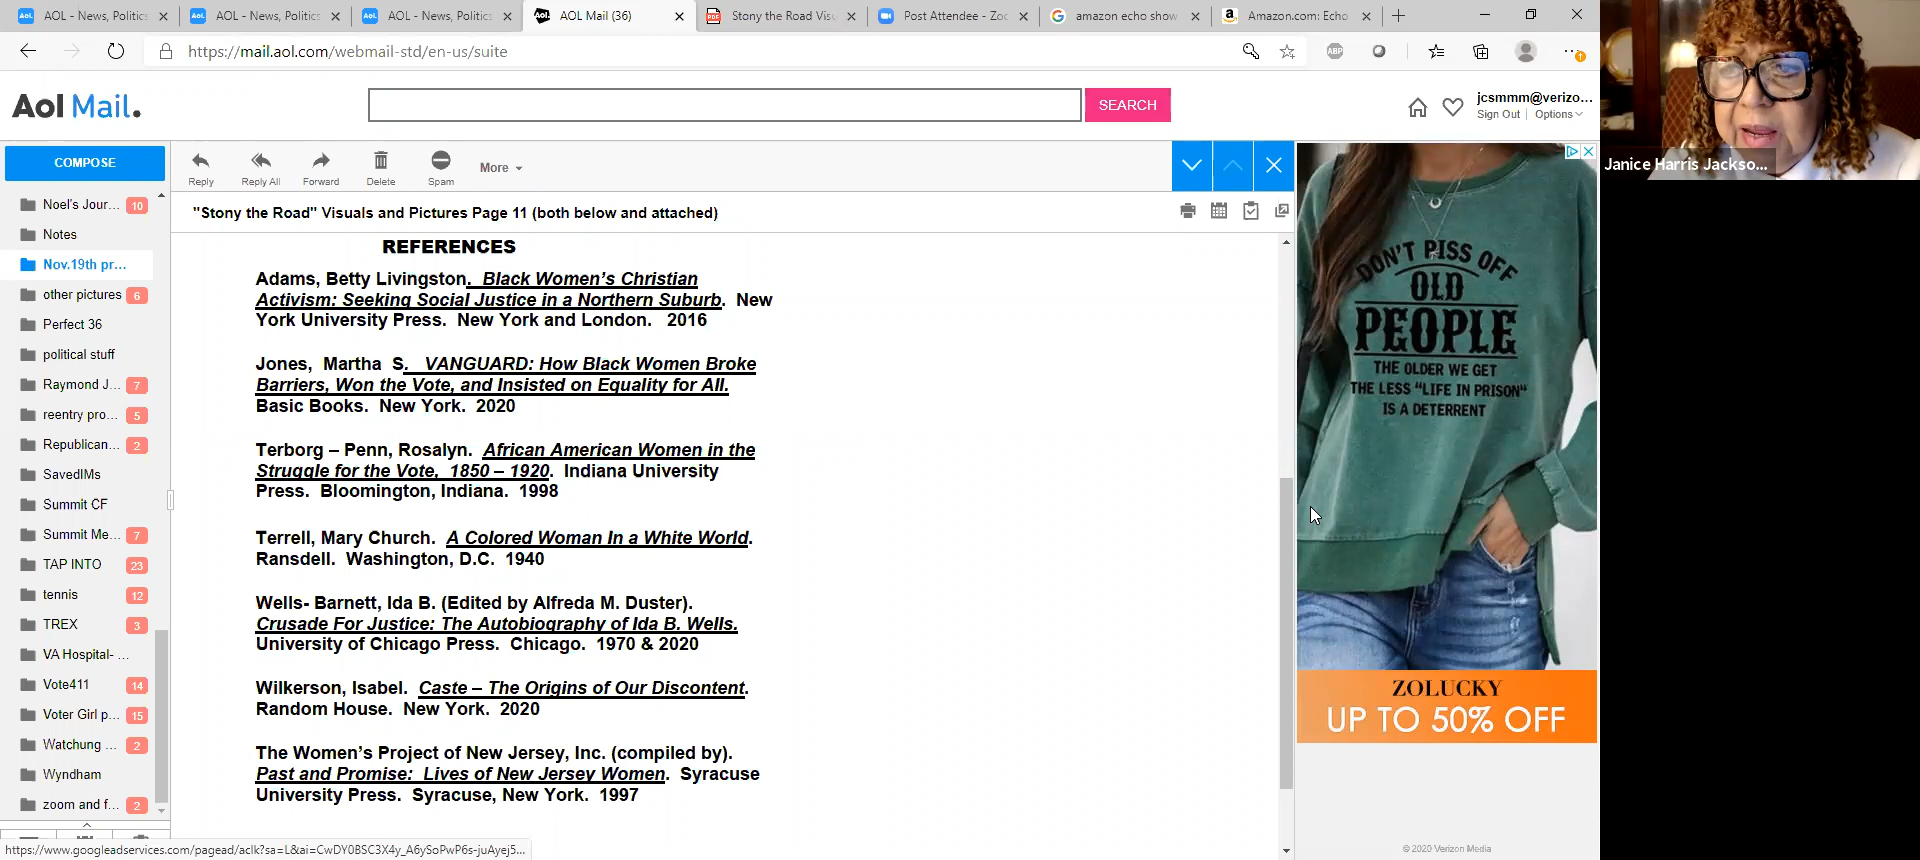 AOL - News, Politics
AOL - News, Politics
AOL - News, Politics
AOL Mail (36)
Stony the Road Visu
Post Attendee - Zoo
amazon echo show
Amazon.com: Echo
https://mail.aol.com/webmail-std/en-us/suite
ABP
Aol Mail.
SEARCH
jcsmmm@verizo...
Sign Out | Options
Janice Harris Jackso...
COMPOSE
Reply
Reply All
Forward
Delete
Spam
More
Noel's Jour... 10
Notes
Nov.19th pr...
other pictures 6
Perfect 36
political stuff
Raymond J... 7
reentry pro... 5
Republican... 2
SavedIMs
Summit CF
Summit Me... 7
TAP INTO 23
tennis 12
TREX 3
VA Hospital- ...
Vote411 14
Voter Girl p... 15
Watchung ... 2
Wyndham
zoom and f... 2
"Stony the Road" Visuals and Pictures Page 11 (both below and attached)
REFERENCES
Adams, Betty Livingston. Black Women's Christian
Activism: Seeking Social Justice in a Northern Suburb. New
York University Press. New York and London. 2016
Jones, Martha S. VANGUARD: How Black Women Broke
Barriers, Won the Vote, and Insisted on Equality for All.
Basic Books. New York. 2020
Terborg – Penn, Rosalyn. African American Women in the
Struggle for the Vote, 1850 – 1920. Indiana University
Press. Bloomington, Indiana. 1998
Terrell, Mary Church. A Colored Woman In a White World.
Ransdell. Washington, D.C. 1940
Wells- Barnett, Ida B. (Edited by Alfreda M. Duster).
Crusade For Justice: The Autobiography of Ida B. Wells.
University of Chicago Press. Chicago. 1970 & 2020
Wilkerson, Isabel. Caste – The Origins of Our Discontent.
Random House. New York. 2020
The Women's Project of New Jersey, Inc. (compiled by).
Past and Promise: Lives of New Jersey Women. Syracuse
University Press. Syracuse, New York. 1997
DON'T PISS OFF
OLD
PEOPLE
THE OLDER WE GET
THE LESS "LIFE IN PRISON"
IS A DETERRENT
ZOLUCKY
UP TO 50% OFF
© 2020 Verizon Media
https://www.googleadservices.com/pagead/aclk?sa=L&ai=CwDY0BSC3X4y_A6ySoPwP6s-juAyej5...